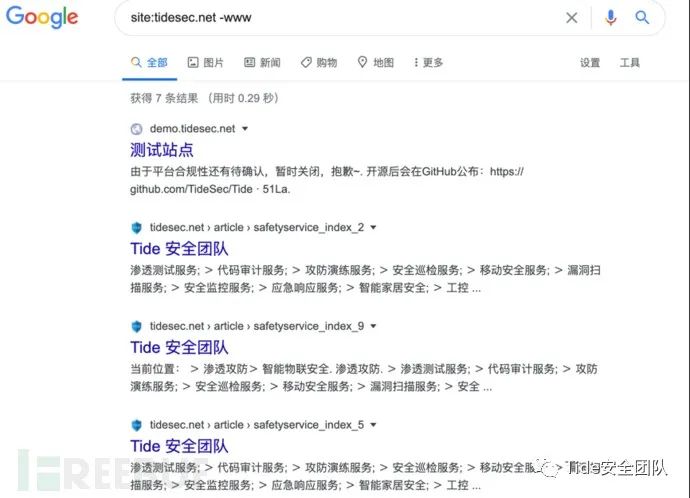 Google
site:tidesec.net -www
全部 图片 新闻 购物 地图 更多 设置 工具
获得 7 条结果 （用时 0.29 秒）
demo.tidesec.net
测试站点
由于平台合规性还有待确认，暂时关闭，抱歉~. 开源后会在GitHub公布：https://
github.com/TideSec/Tide · 51La.
tidesec.net › article › safetyservice_index_2
Tide 安全团队
渗透测试服务; > 代码审计服务; > 攻防演练服务; > 安全巡检服务; > 移动安全服务; > 漏洞扫
描服务; > 安全监控服务; > 应急响应服务; > 智能家居安全; > 工控 ...
tidesec.net › article › safetyservice_index_9
Tide 安全团队
当前位置： > 渗透攻防> 智能物联安全. 渗透攻防. > 渗透测试服务; > 代码审计服务; > 攻防
演练服务; > 安全巡检服务; > 移动安全服务; > 漏洞扫描服务; > 安全 ...
tidesec.net › article › safetyservice_index_5
Tide 安全团队
渗透测试服务; > 代码审计服务; > 攻防演练服务; > 安全巡检服务; > 移动
描服务; > 安全监控服务; > 应急响应服务; > 智能家居安全; > 工控 ...
FREEBUF
Tide安全团队